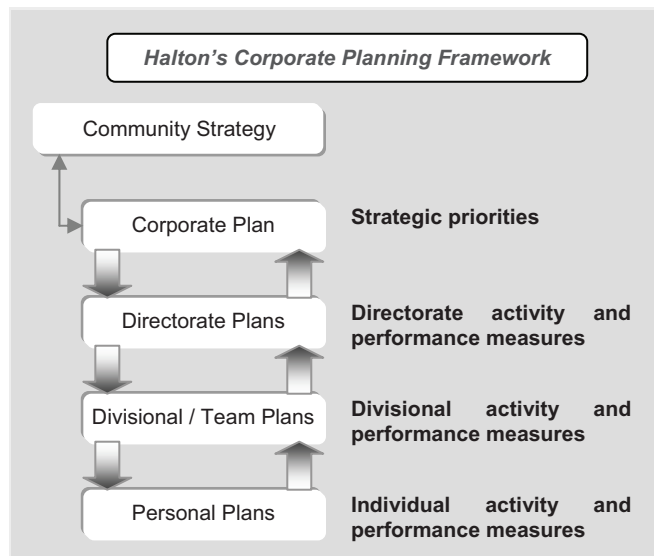 Halton's Corporate Planning Framework
Community Strategy
Corporate Plan
Strategic priorities
Directorate Plans
Directorate activity and
performance measures
Divisional / Team Plans
Divisional activity and
performance measures
Personal Plans
Individual activity and
performance measures